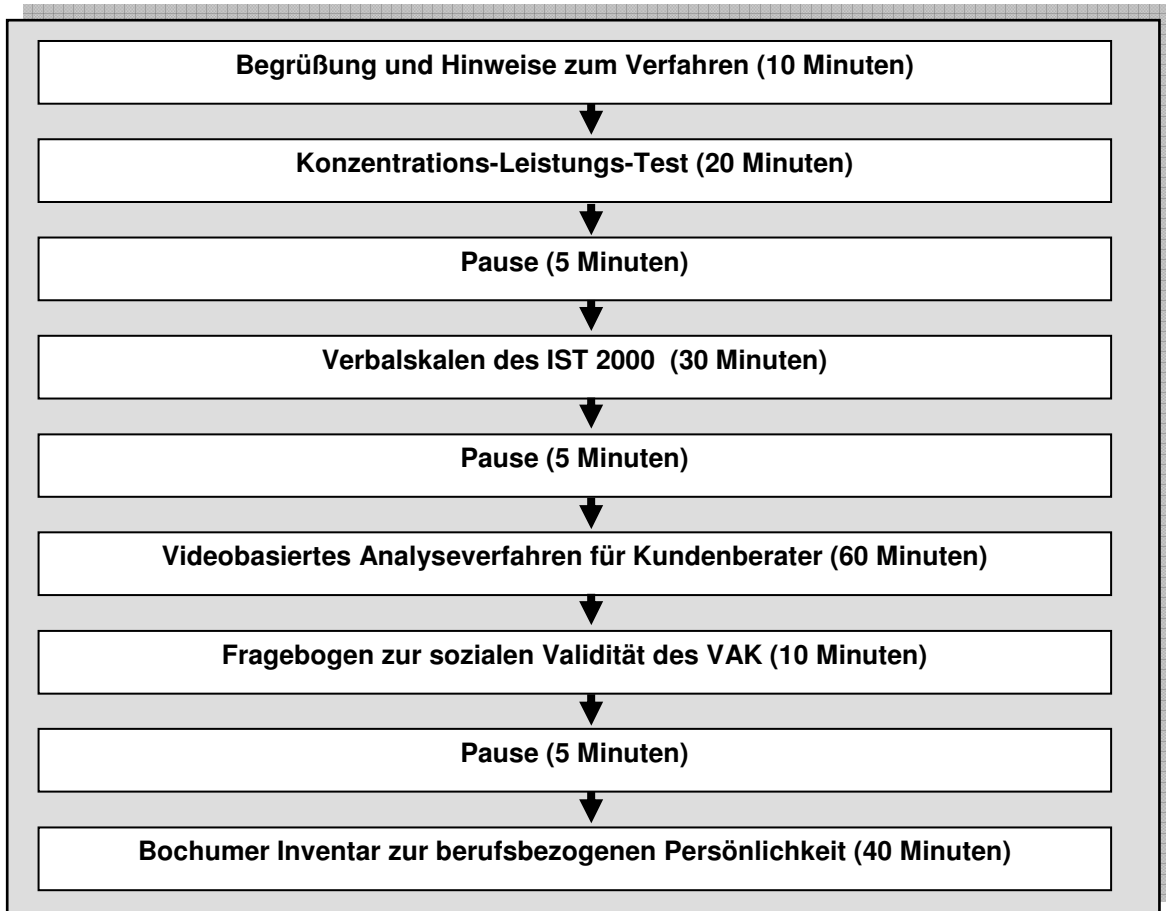 Begrüßung und Hinweise zum Verfahren (10 Minuten)
Konzentrations-Leistungs-Test (20 Minuten)
Pause (5 Minuten)
Verbalskalen des IST 2000 (30 Minuten)
Pause (5 Minuten)
Videobasiertes Analyseverfahren für Kundenberater (60 Minuten)
Fragebogen zur sozialen Validität des VAK (10 Minuten)
Pause (5 Minuten)
Bochumer Inventar zur berufsbezogenen Persönlichkeit (40 Minuten)